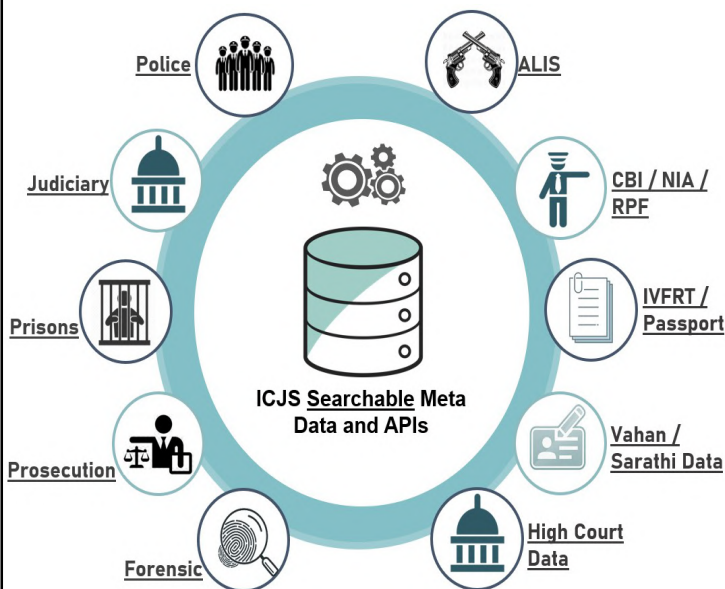 Police
ALIS
Judiciary
CBI / NIA /
RPF
Prisons
IVFRT /
Passport
ICJS Searchable Meta
Data and APIs
Prosecution
Vahan /
Sarathi Data
Forensic
High Court
Data